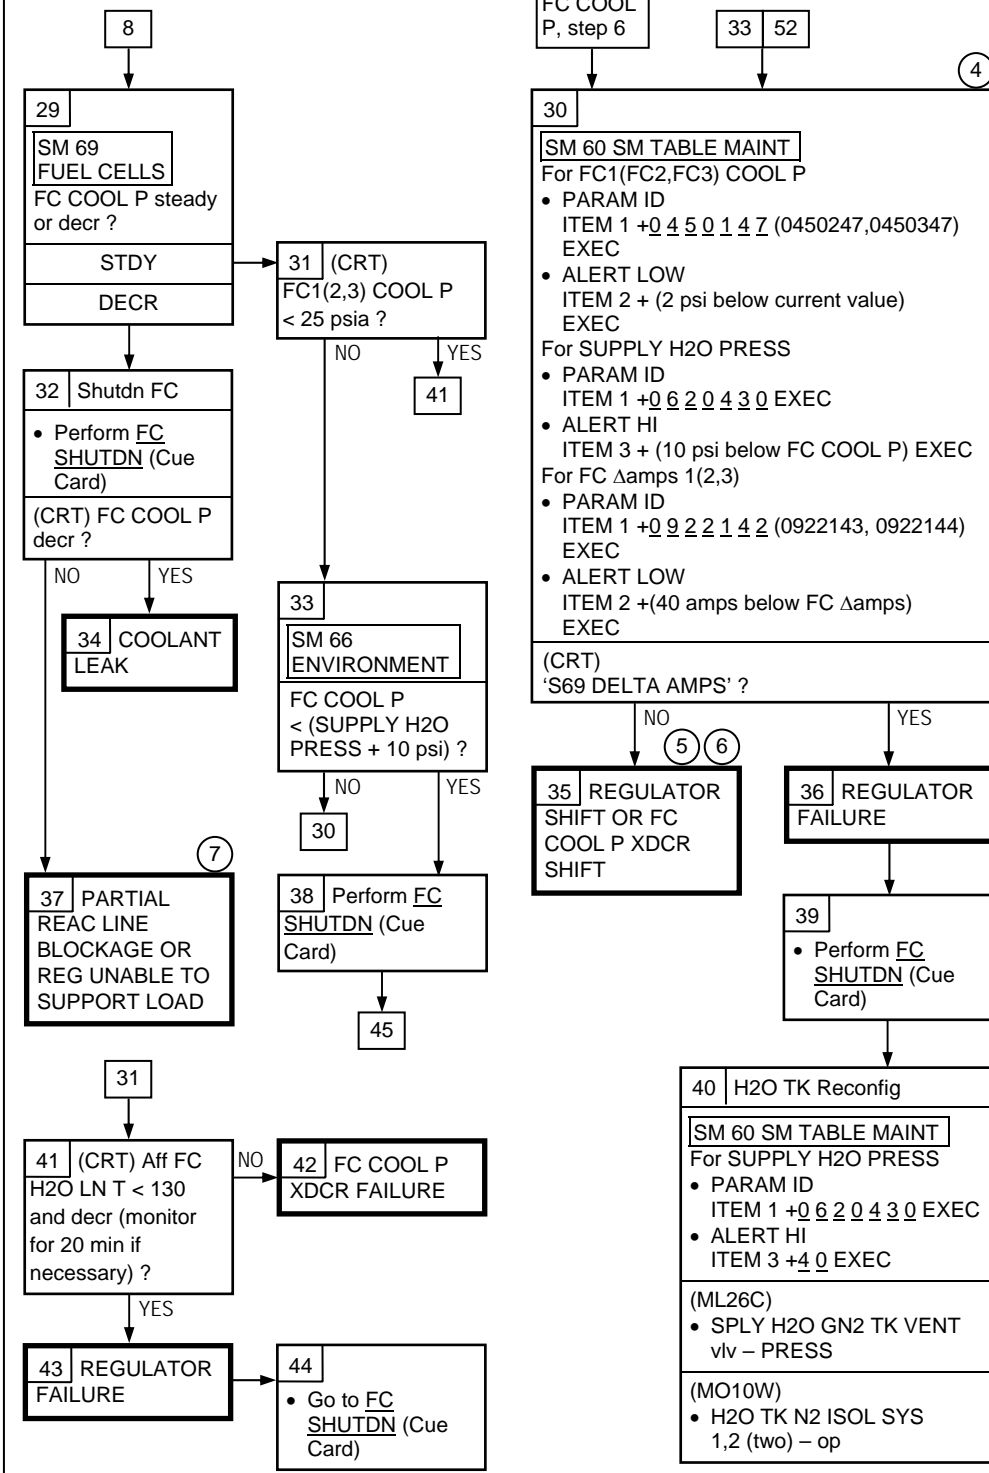 8
FC COOL
P, step 6
33 52
4
29
SM 69
FUEL CELLS
FC COOL P steady
or decr ?
STDY
DECR
31 (CRT)
FC1(2,3) COOL P
< 25 psia ?
NO
YES
41
32 Shutdn FC
• Perform FC
SHUTDN (Cue
Card)
(CRT) FC COOL P
decr ?
NO
YES
34 COOLANT
LEAK
33
SM 66
ENVIRONMENT
FC COOL P
< (SUPPLY H2O
PRESS + 10 psi) ?
NO
YES
30
7
37 PARTIAL
REAC LINE
BLOCKAGE OR
REG UNABLE TO
SUPPORT LOAD
38 Perform FC
SHUTDN (Cue
Card)
45
31
41 (CRT) Aff FC
H2O LN T < 130
and decr (monitor
for 20 min if
necessary) ?
NO
42 FC COOL P
XDCR FAILURE
YES
43 REGULATOR
FAILURE
44
• Go to FC
SHUTDN (Cue
Card)
30
SM 60 SM TABLE MAINT
For FC1(FC2,FC3) COOL P
• PARAM ID
ITEM 1 +0 4 5 0 1 4 7 (0450247,0450347)
EXEC
• ALERT LOW
ITEM 2 + (2 psi below current value)
EXEC
For SUPPLY H2O PRESS
• PARAM ID
ITEM 1 +0 6 2 0 4 3 0 EXEC
• ALERT HI
ITEM 3 + (10 psi below FC COOL P) EXEC
For FC ∆amps 1(2,3)
• PARAM ID
ITEM 1 +0 9 2 2 1 4 2 (0922143, 0922144)
EXEC
• ALERT LOW
ITEM 2 +(40 amps below FC ∆amps)
EXEC
(CRT)
‘S69 DELTA AMPS’ ?
NO
YES
5 6
35 REGULATOR
SHIFT OR FC
COOL P XDCR
SHIFT
36 REGULATOR
FAILURE
39
• Perform FC
SHUTDN (Cue
Card)
40 H2O TK Reconfig
SM 60 SM TABLE MAINT
For SUPPLY H2O PRESS
• PARAM ID
ITEM 1 +0 6 2 0 4 3 0 EXEC
• ALERT HI
ITEM 3 +4 0 EXEC
(ML26C)
• SPLY H2O GN2 TK VENT
vlv – PRESS
(MO10W)
• H2O TK N2 ISOL SYS
1,2 (two) – op